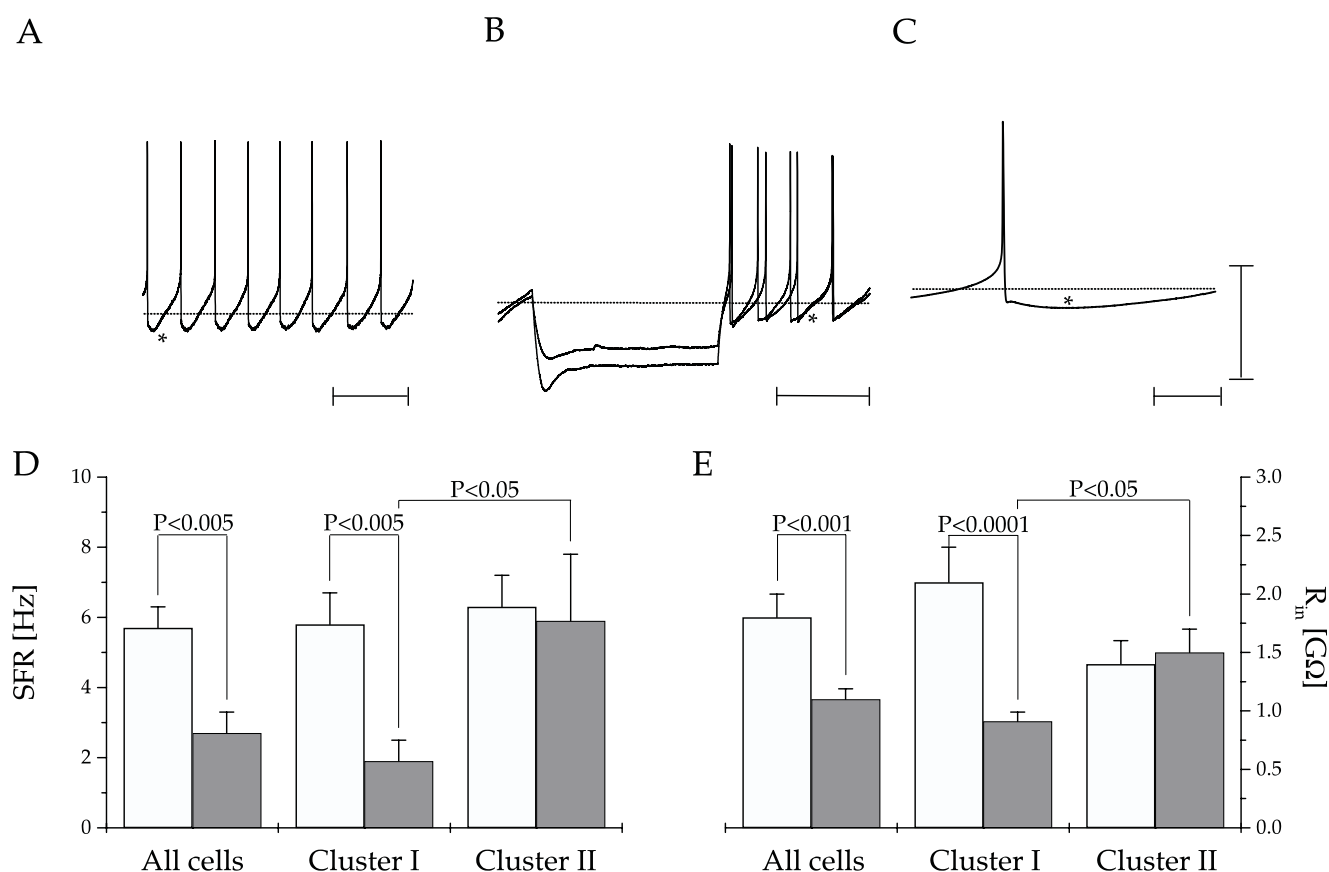 A
B
C
*
*
*
D
E
10
8
6
4
2
0
SFR [Hz]
P<0.005
P<0.005
P<0.05
All cells
Cluster I
Cluster II
P<0.001
P<0.0001
P<0.05
All cells
Cluster I
Cluster II
3.0
2.5
2.0
1.5
1.0
0.5
0.0
Rin [GΩ]